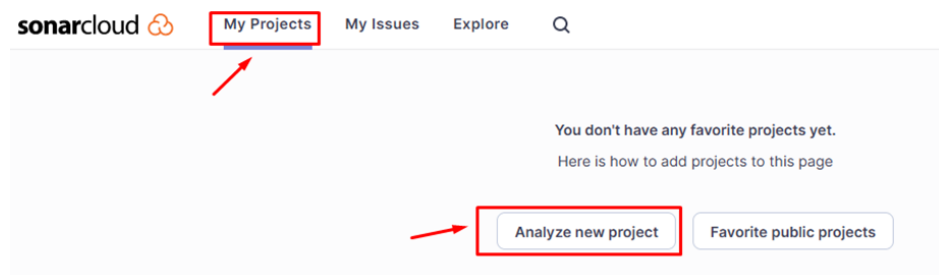 sonarcloud My Projects My Issues Explore
You don't have any favorite projects yet.
Here is how to add projects to this page
Analyze new project Favorite public projects